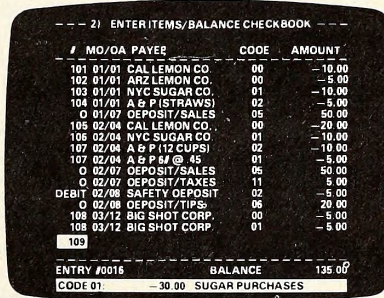 --- 2) ENTER ITEMS/BALANCE CHECKBOOK ---
# MO/DA PAYEE CODE AMOUNT
101 01/01 CAL LEMON CO. 00 -10.00
102 01/01 ARZ LEMON CO. 00 -5.00
103 01/01 NYC SUGAR CO. 01 -10.00
104 01/01 A & P (STRAWS) 02 -5.00
0 01/07 DEPOSIT/SALES 05 50.00
105 02/04 CAL LEMON CO. 00 -20.00
106 02/04 NYC SUGAR CO. 01 -10.00
107 02/04 A & P (12 CUPS) 02 -10.00
107 02/04 A & P 6# @ .45 01 -5.00
0 02/07 DEPOSIT/SALES 05 50.00
0 02/07 DEPOSIT/TAXES 11 5.00
DEBIT 02/08 SAFETY DEPOSIT 02 -5.00
0 02/08 DEPOSIT/TIPS 06 20.00
108 03/12 BIG SHOT CORP. 00 -5.00
108 03/12 BIG SHOT CORP. 01 -5.00
109
ENTRY #0016 BALANCE 135.00
CODE 01: -30.00 SUGAR PURCHASES